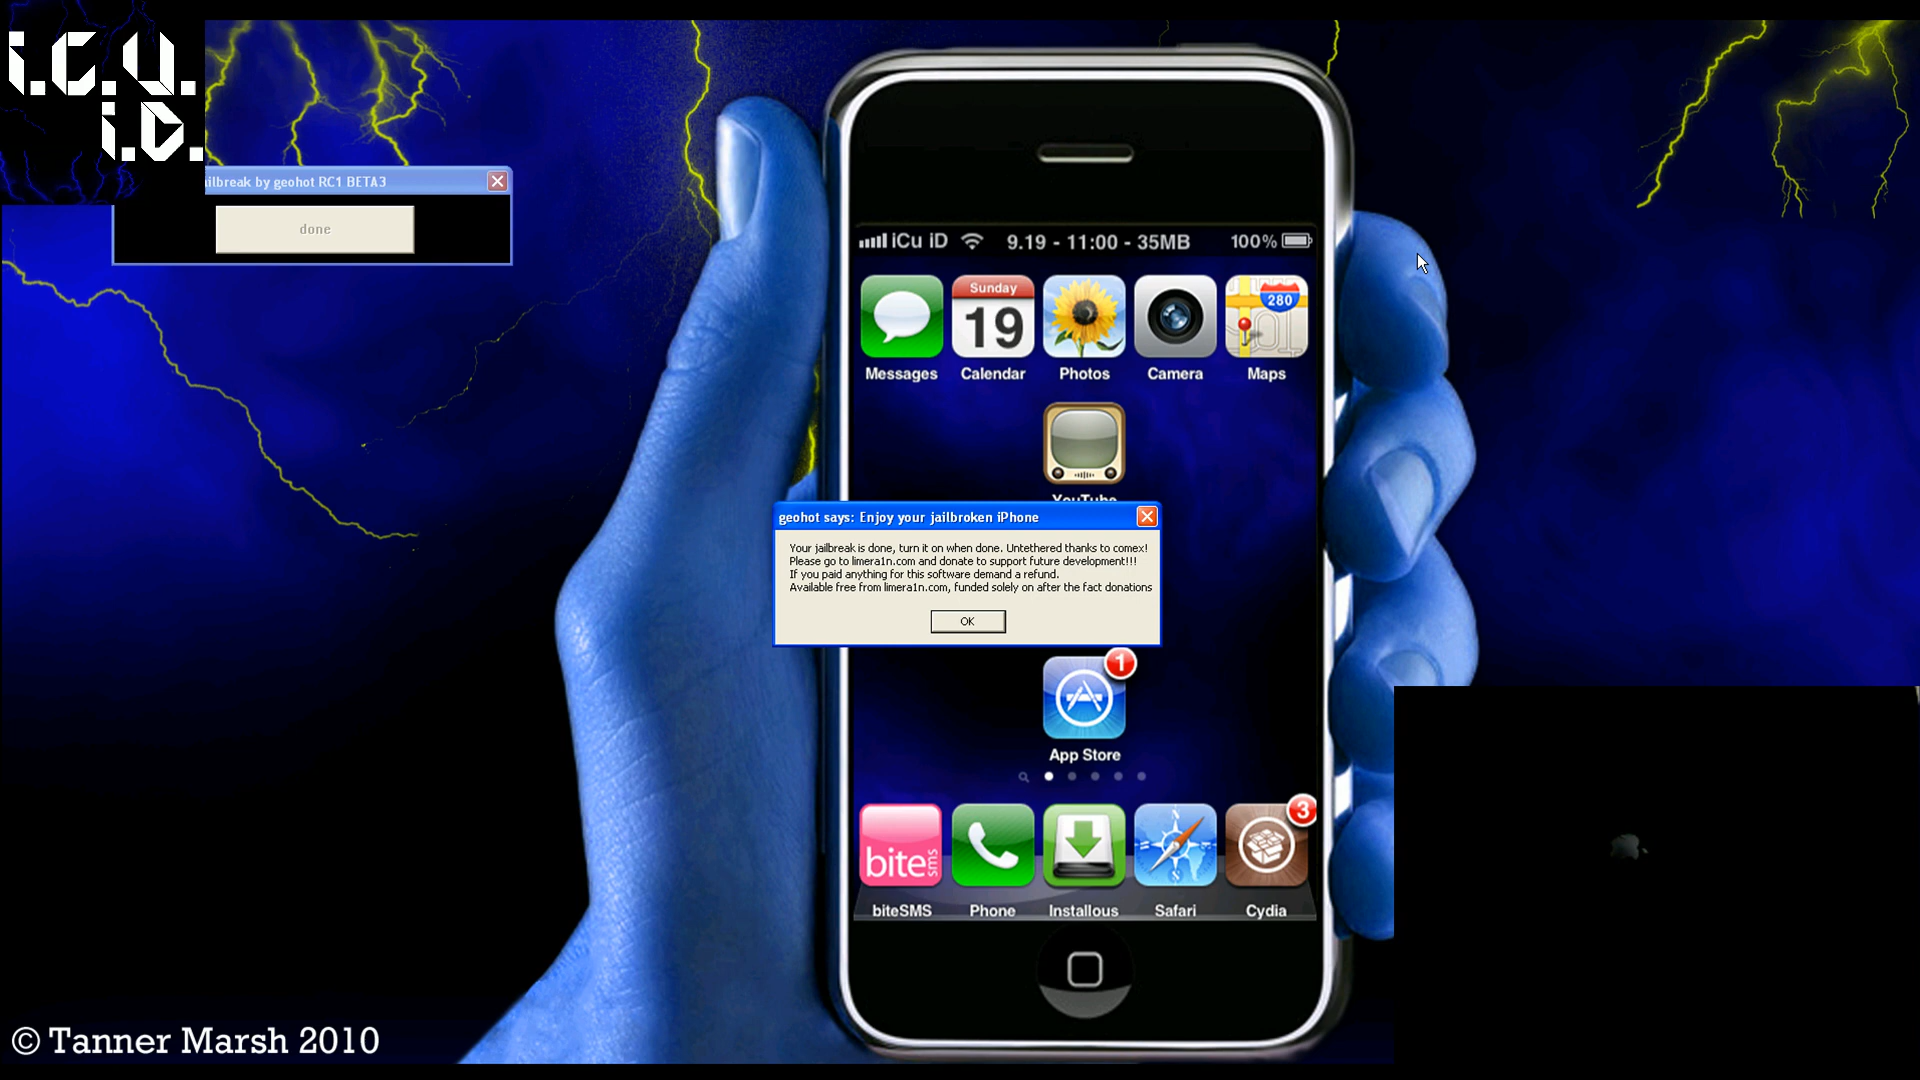 i.C.U.
i.D.
ailbreak by geohot RC1 BETA3
done
iCu iD 9.19 - 11:00 - 35MB 100%
Sunday
19
280
Messages Calendar Photos Camera Maps
YouTube
geohot says: Enjoy your jailbroken iPhone
Your jailbreak is done, turn it on when done. Untethered thanks to comex!
Please go to limera1n.com and donate to support future development!!!
If you paid anything for this software demand a refund.
Available free from limera1n.com, funded solely on after the fact donations
OK
1
App Store
3
bite sms
N
S
biteSMS Phone Installous Safari Cydia
© Tanner Marsh 2010